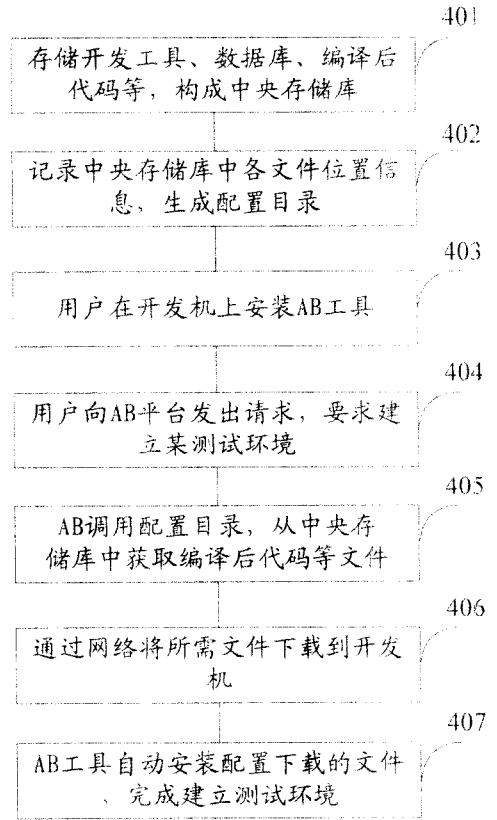 401
存储开发工具、数据库、编译后
代码等，构成中央存储库
402
记录中央存储库中各文件位置信
息，生成配置目录
403
用户在开发机上安装AB工具
404
用户向AB平台发出请求，要求建
立某测试环境
405
AB调用配置目录，从中央存
储库中获取编译后代码等文件
406
通过网络将所需文件下载到开发
机
407
AB工具自动安装配置下载的文件
、完成建立测试环境